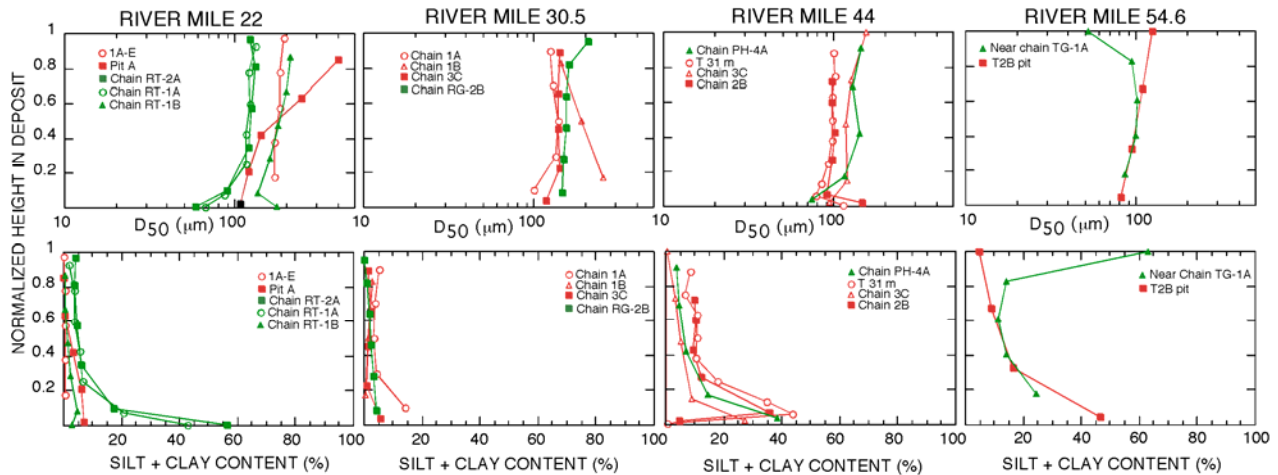 RIVER MILE 22
RIVER MILE 30.5
RIVER MILE 44
RIVER MILE 54.6
NORMALIZED HEIGHT IN DEPOSIT
1
0.8
0.6
0.4
0.2
1A-E
Pit A
Chain RT-2A
Chain RT-1A
Chain RT-1B
Chain 1A
Chain 1B
Chain 3C
Chain RG-2B
Chain PH-4A
T 31 m
Chain 3C
Chain 2B
Near chain TG-1A
T2B pit
10 100
10 100
10 100
10 100
D50 (μm)
D50 (μm)
D50 (μm)
D50 (μm)
1
0.8
0.6
0.4
0.2
1A-E
Pit A
Chain RT-2A
Chain RT-1A
Chain RT-1B
Chain 1A
Chain 1B
Chain 3C
Chain RG-2B
Chain PH-4A
T 31 m
Chain 3C
Chain 2B
Near Chain TG-1A
T2B pit
20 40 60 80 100
20 40 60 80 100
20 40 60 80 100
20 40 60 80 100
SILT + CLAY CONTENT (%)
SILT + CLAY CONTENT (%)
SILT + CLAY CONTENT (%)
SILT + CLAY CONTENT (%)